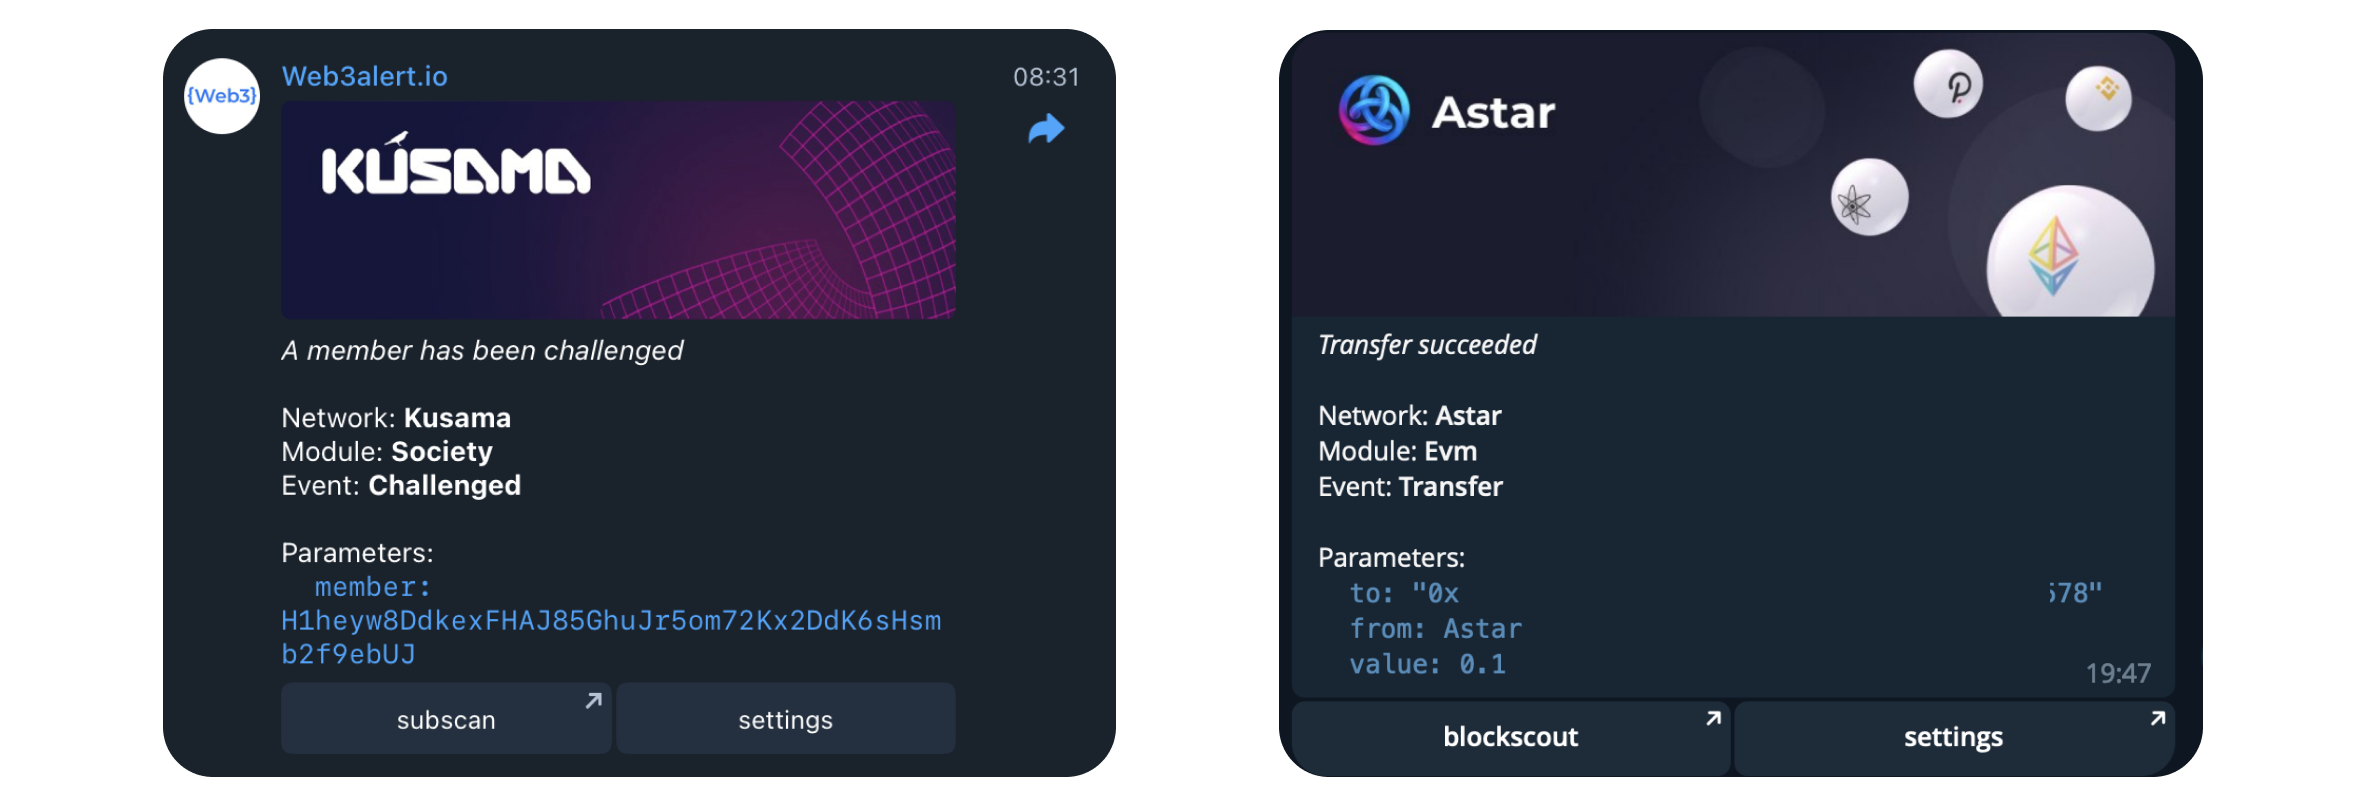 {Web3}
Web3alert.io
08:31
KUSAMA
A member has been challenged
Network: Kusama
Module: Society
Event: Challenged
Parameters:
member:
H1heyw8DdkexFHAJ85GhuJr5om72Kx2DdK6sHsm
b2f9ebUJ
subscan
settings
Astar
Transfer succeeded
Network: Astar
Module: Evm
Event: Transfer
Parameters:
to: "0x 578"
from: Astar
value: 0.1
19:47
blockscout
settings